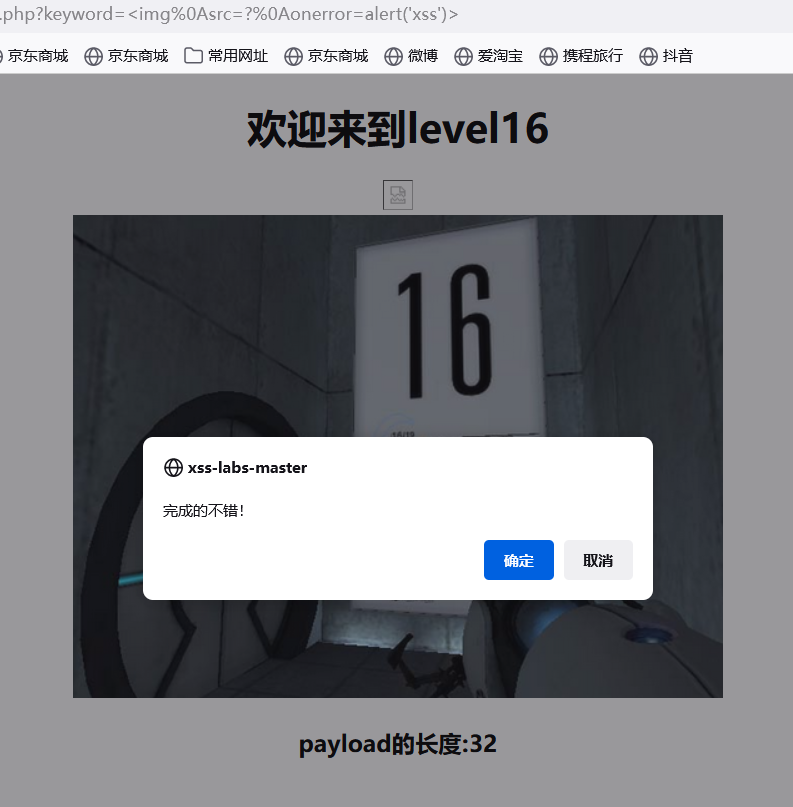 .php?keyword=<img%0Asrc=?%0Aonerror=alert('xss')>
京东商城 京东商城 常用网址 京东商城 微博 爱淘宝 携程旅行 抖音
欢迎来到level16
16
xss-labs-master
完成的不错！
确定 取消
payload的长度:32